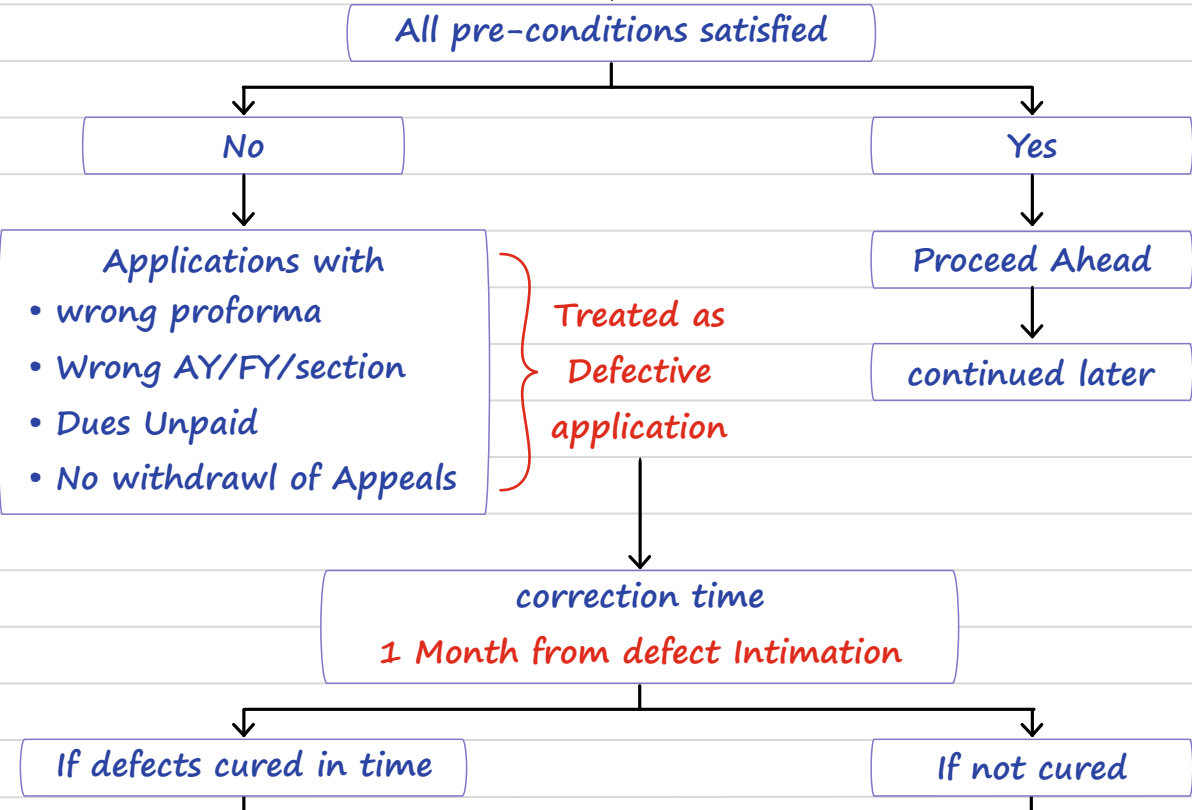 All pre-conditions satisfied
No
Yes
Applications with
• wrong proforma
• Wrong AY/FY/section
• Dues Unpaid
• No withdrawl of Appeals
Treated as
Defective
application
Proceed Ahead
continued later
correction time
1 Month from defect Intimation
If defects cured in time
If not cured